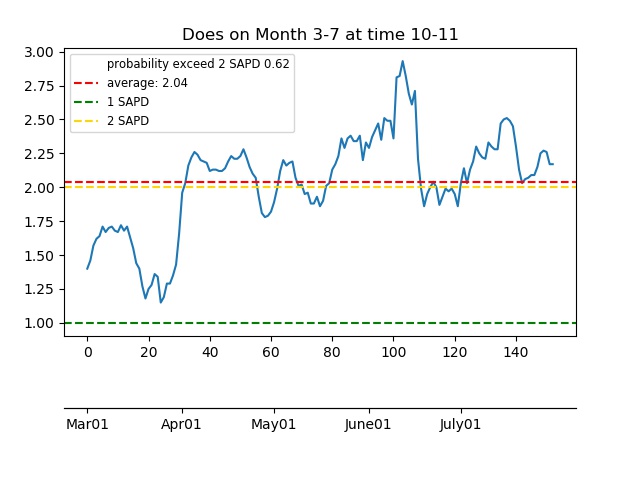 Does on Month 3-7 at time 10-11
3.00
2.75
2.50
2.25
2.00
1.75
1.50
1.25
1.00
probability exceed 2 SAPD 0.62
average: 2.04
1 SAPD
2 SAPD
0 20 40 60 80 100 120 140
Mar01 Apr01 May01 June01 July01